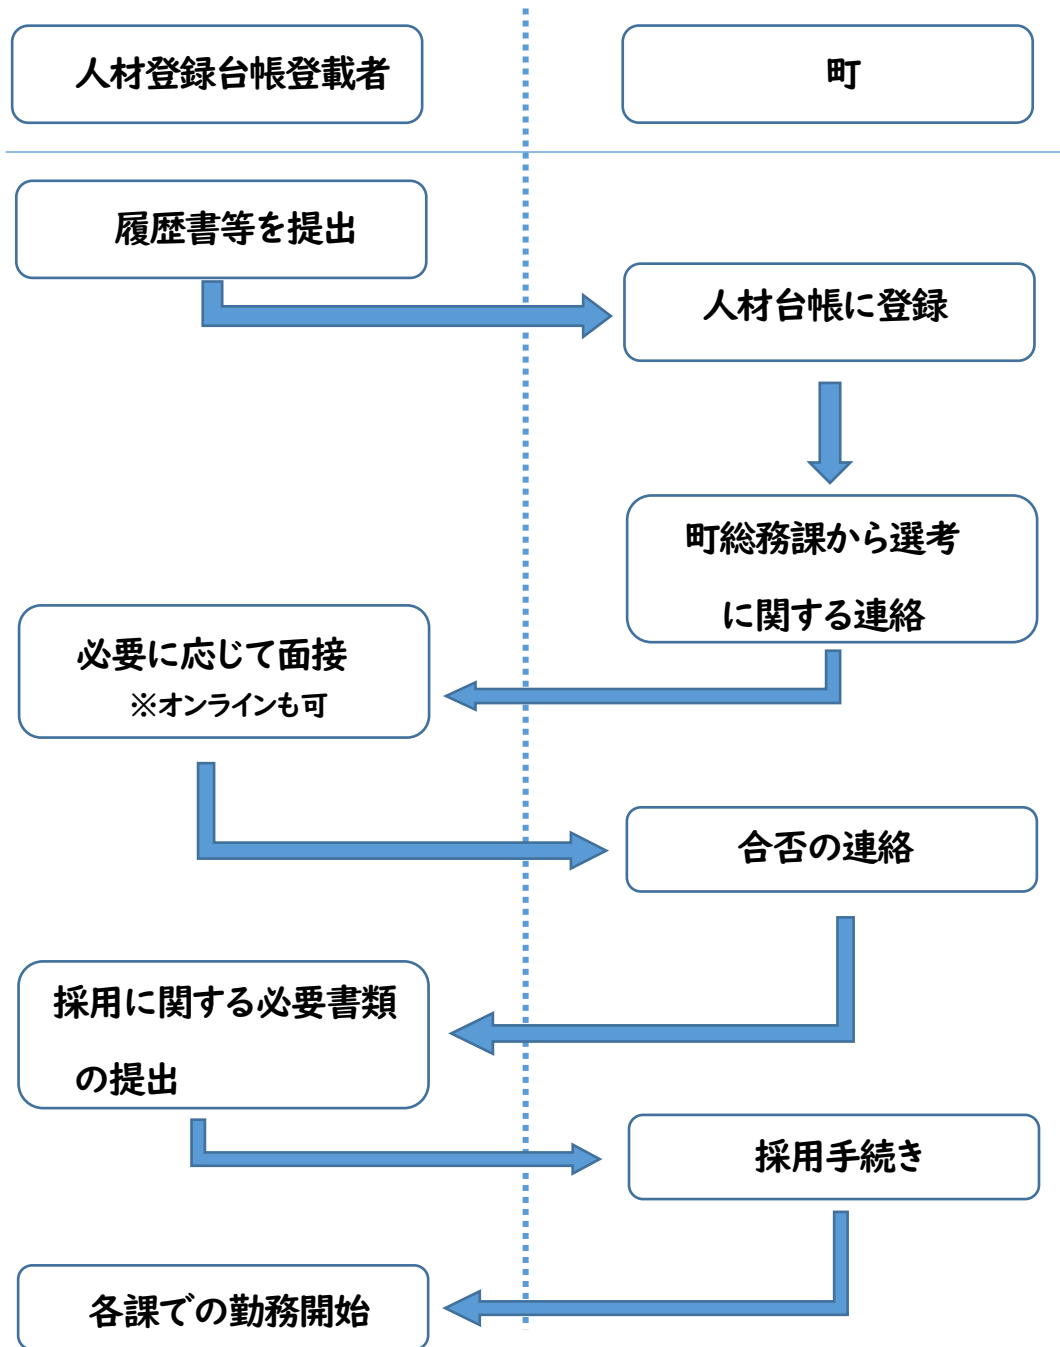 人材登録台帳登載者
町
履歴書等を提出
人材台帳に登録
町総務課から選考
に関する連絡
必要に応じて面接
※オンラインも可
合否の連絡
採用に関する必要書類
の提出
採用手続き
各課での勤務開始